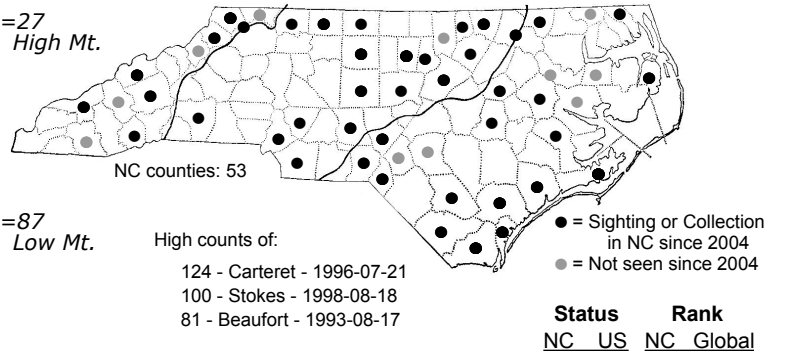 =27
High Mt.
NC counties: 53
=87
Low Mt.
High counts of:
124 - Carteret - 1996-07-21
100 - Stokes - 1998-08-18
81 - Beaufort - 1993-08-17
● = Sighting or Collection
in NC since 2004
● = Not seen since 2004
Status Rank
NC US NC Global